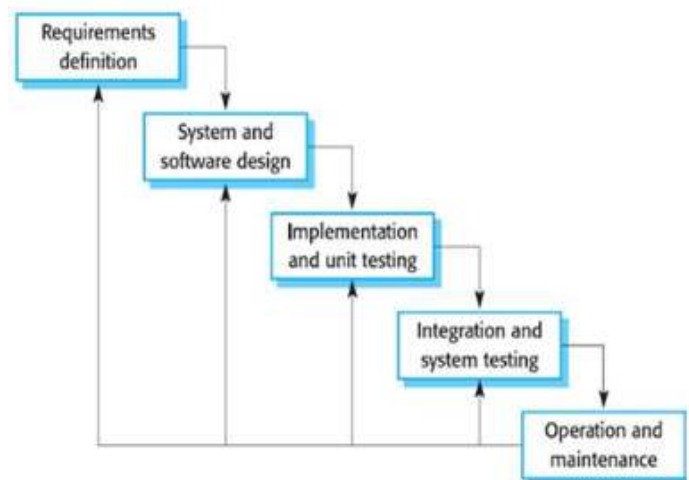 Requirements
definition
System and
software design
Implementation
and unit testing
Integration and
system testing
Operation and
maintenance